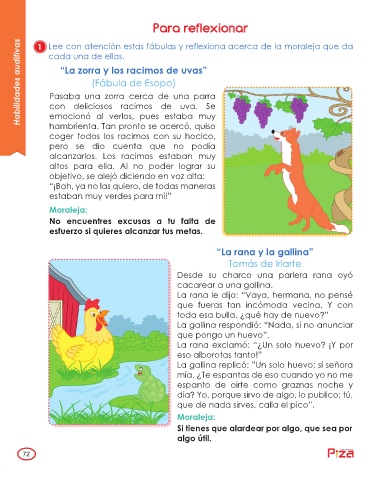 Habilidades auditivas
Para reflexionar
1 Lee con atención estas fábulas y reflexiona acerca de la moraleja que da
cada una de ellas.
“La zorra y los racimos de uvas”
(Fábula de Esopo)
Pasaba una zorra cerca de una parra
con deliciosos racimos de uva. Se
emocionó al verlos, pues estaba muy
hambrienta. Tan pronto se acercó, quiso
coger todos los racimos con su hocico,
pero se dio cuenta que no podía
alcanzarlos. Los racimos estaban muy
altos para ella. Al no poder lograr su
objetivo, se alejó diciendo en voz alta:
“¡Bah, ya no las quiero, de todas maneras
estaban muy verdes para mí!”
Moraleja:
No encuentres excusas a tu falta de
esfuerzo si quieres alcanzar tus metas.
“La rana y la gallina”
Tomás de Iriarte
Desde su charco una parlera rana oyó
cacarear a una gallina.
La rana le dijo: “Vaya, hermana, no pensé
que fueras tan incómoda vecina. Y con
toda esa bulla, ¿qué hay de nuevo?”
La gallina respondió: “Nada, si no anunciar
que pongo un huevo”.
La rana exclamó: “¿Un solo huevo? ¡Y por
eso alborotas tanto!”
La gallina replicó: “Un solo huevo; sí señora
mía. ¿Te espantas de eso cuando yo no me
espanto de oírte como graznas noche y
día? Yo, porque sirvo de algo, lo publico; tú,
que de nada sirves, calla el pico”.
Moraleja:
Si tienes que alardear por algo, que sea por
algo útil.
72
Piza